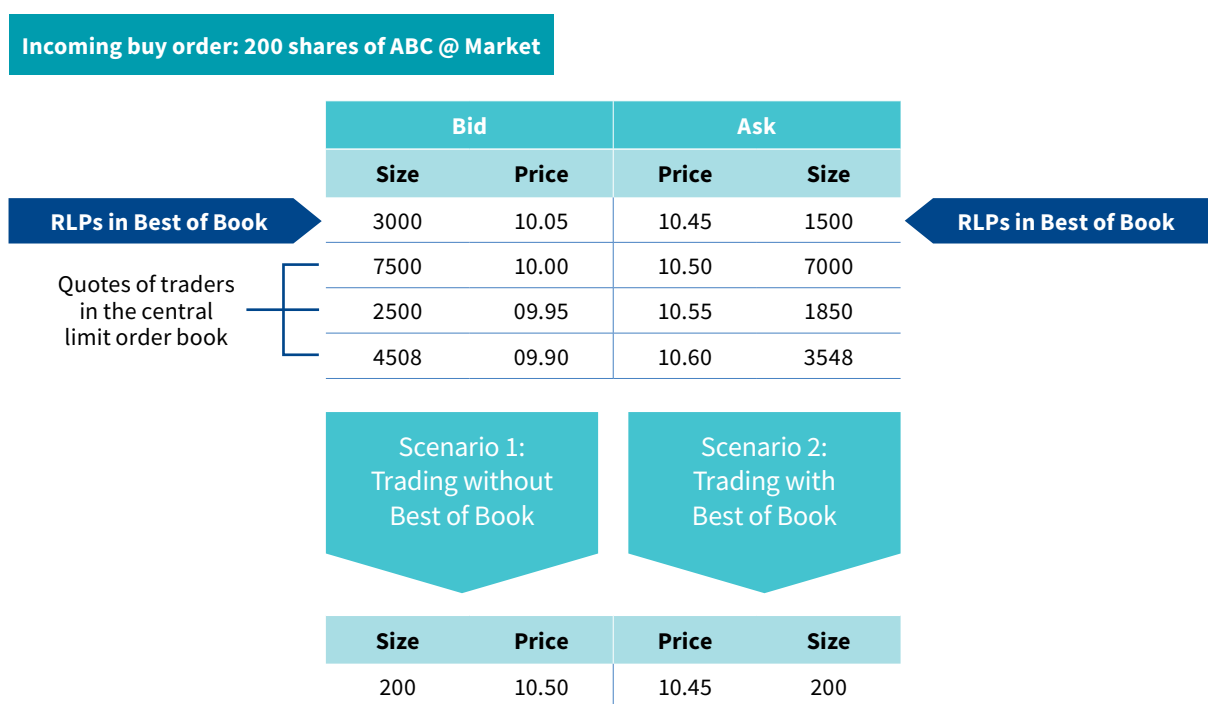 Incoming buy order: 200 shares of ABC @ Market
Bid Ask
Size Price Price Size
RLPs in Best of Book 3000 10.05 10.45 1500 RLPs in Best of Book
7500 10.00 10.50 7000
Quotes of traders
in the central
limit order book
2500 09.95 10.55 1850
4508 09.90 10.60 3548
Scenario 1:
Trading without
Best of Book
Scenario 2:
Trading with
Best of Book
Size Price Price Size
200 10.50 10.45 200